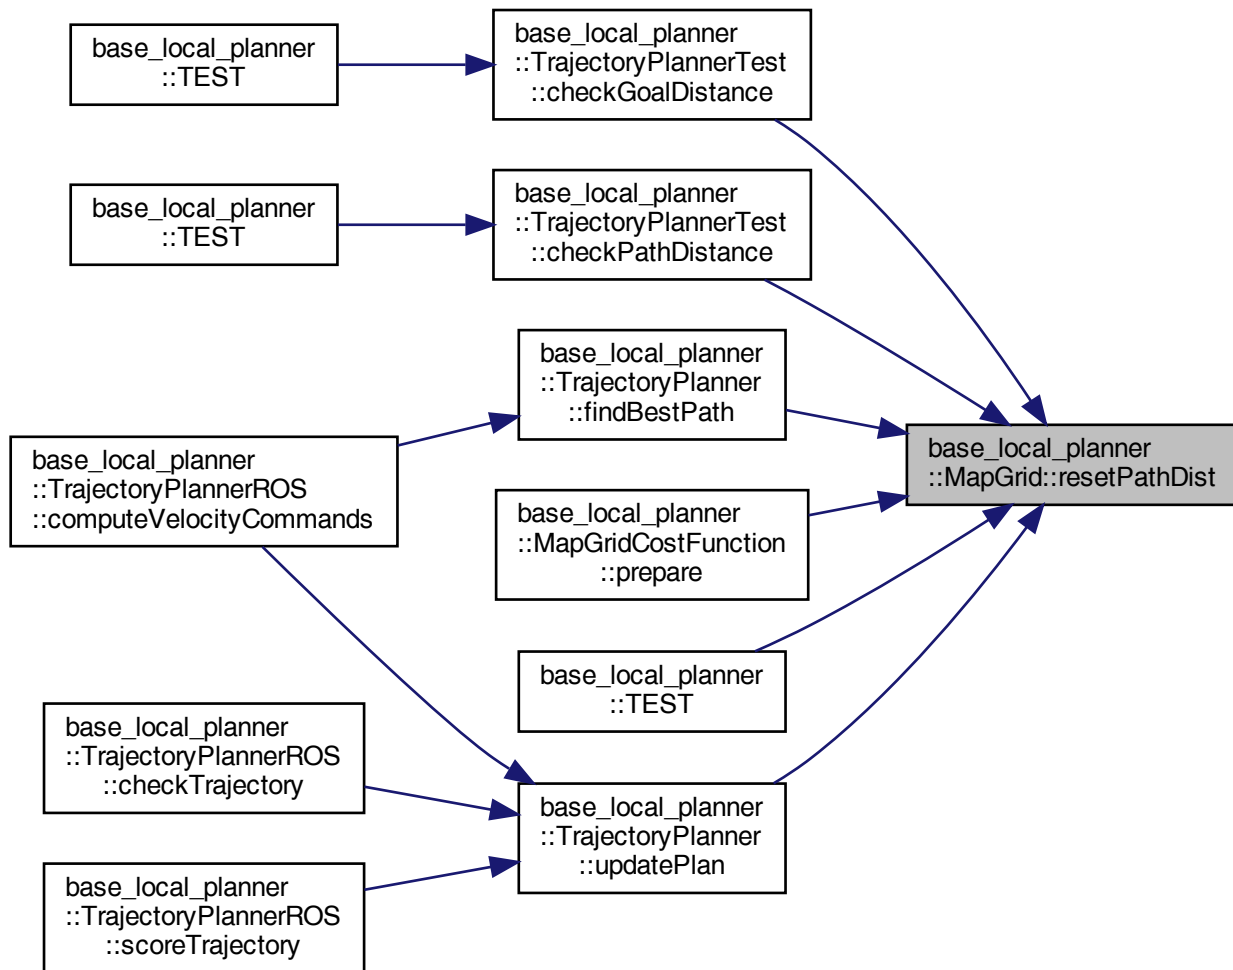 base_local_planner
::TEST
base_local_planner
::TrajectoryPlannerTest
::checkGoalDistance
base_local_planner
::TEST
base_local_planner
::TrajectoryPlannerTest
::checkPathDistance
base_local_planner
::TrajectoryPlanner
::findBestPath
base_local_planner
::TrajectoryPlannerROS
::computeVelocityCommands
base_local_planner
::MapGrid::resetPathDist
base_local_planner
::MapGridCostFunction
::prepare
base_local_planner
::TEST
base_local_planner
::TrajectoryPlannerROS
::checkTrajectory
base_local_planner
::TrajectoryPlanner
::updatePlan
base_local_planner
::TrajectoryPlannerROS
::scoreTrajectory